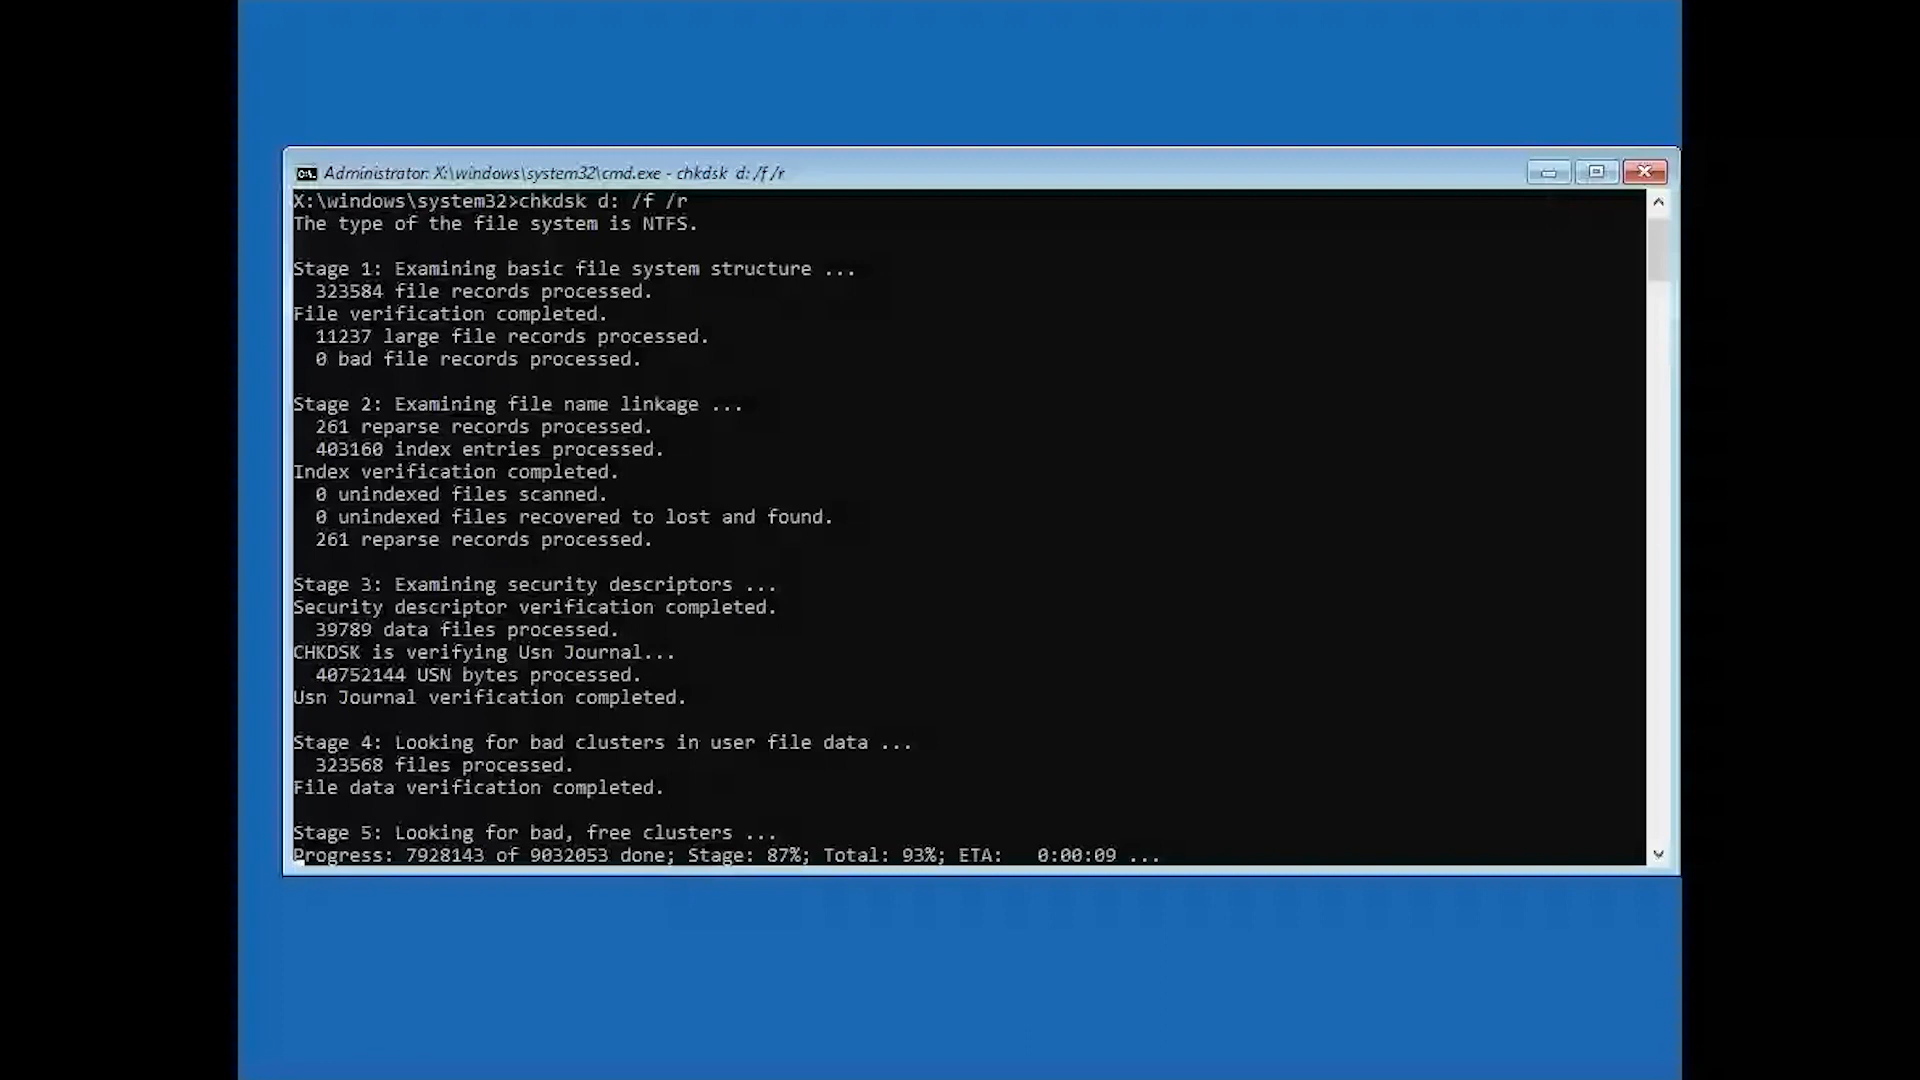 Administrator: X:\windows\system32\cmd.exe - chkdsk d: /f /r
X:\windows\system32>chkdsk d: /f /r
The type of the file system is NTFS.
Stage 1: Examining basic file system structure ...
323584 file records processed.
File verification completed.
11237 large file records processed.
0 bad file records processed.
Stage 2: Examining file name linkage ...
261 reparse records processed.
403160 index entries processed.
Index verification completed.
0 unindexed files scanned.
0 unindexed files recovered to lost and found.
261 reparse records processed.
Stage 3: Examining security descriptors ...
Security descriptor verification completed.
39789 data files processed.
CHKDSK is verifying Usn Journal...
40752144 USN bytes processed.
Usn Journal verification completed.
Stage 4: Looking for bad clusters in user file data ...
323568 files processed.
File data verification completed.
Stage 5: Looking for bad, free clusters ...
Progress: 7928143 of 9032053 done; Stage: 87%; Total: 93%; ETA:   0:00:09 ...